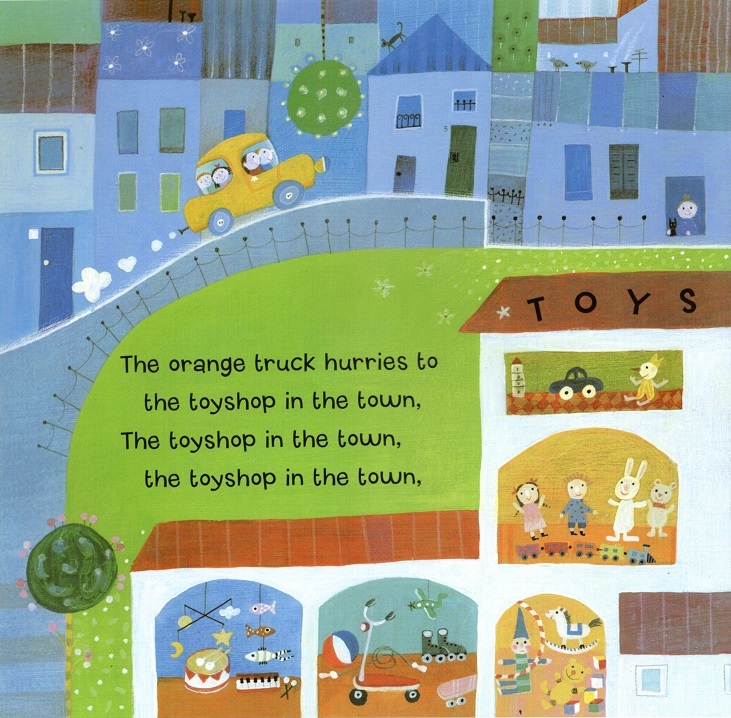 TOYS
The orange truck hurries to
the toyshop in the town,
The toyshop in the town,
the toyshop in the town,